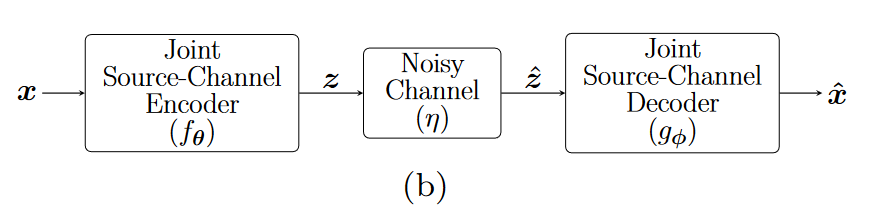 x
Joint
Source-Channel
Encoder
(f_θ)
z
Noisy
Channel
(η)
ẑ
Joint
Source-Channel
Decoder
(g_ϕ)
x̂
(b)